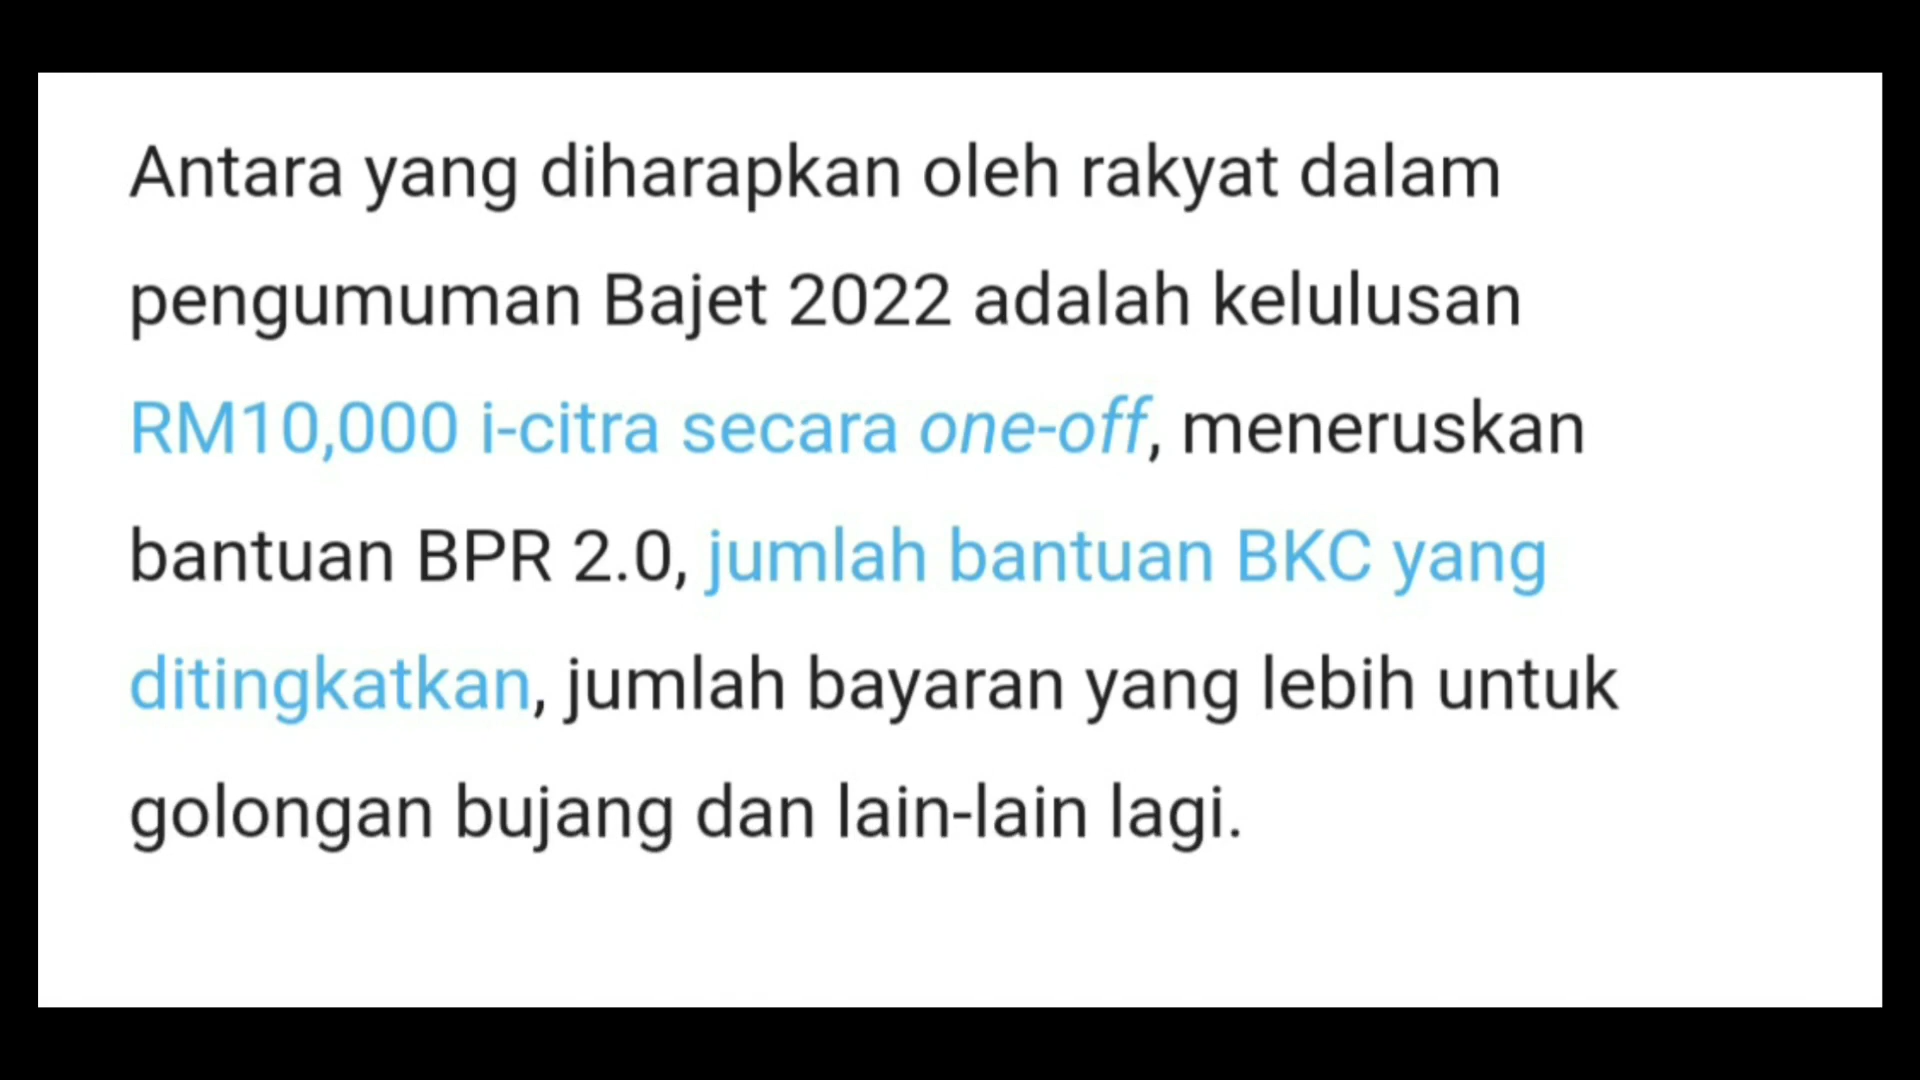 Antara yang diharapkan oleh rakyat dalam
pengumuman Bajet 2022 adalah kelulusan
RM10,000 i-citra secara one-off, meneruskan
bantuan BPR 2.0, jumlah bantuan BKC yang
ditingkatkan, jumlah bayaran yang lebih untuk
golongan bujang dan lain-lain lagi.